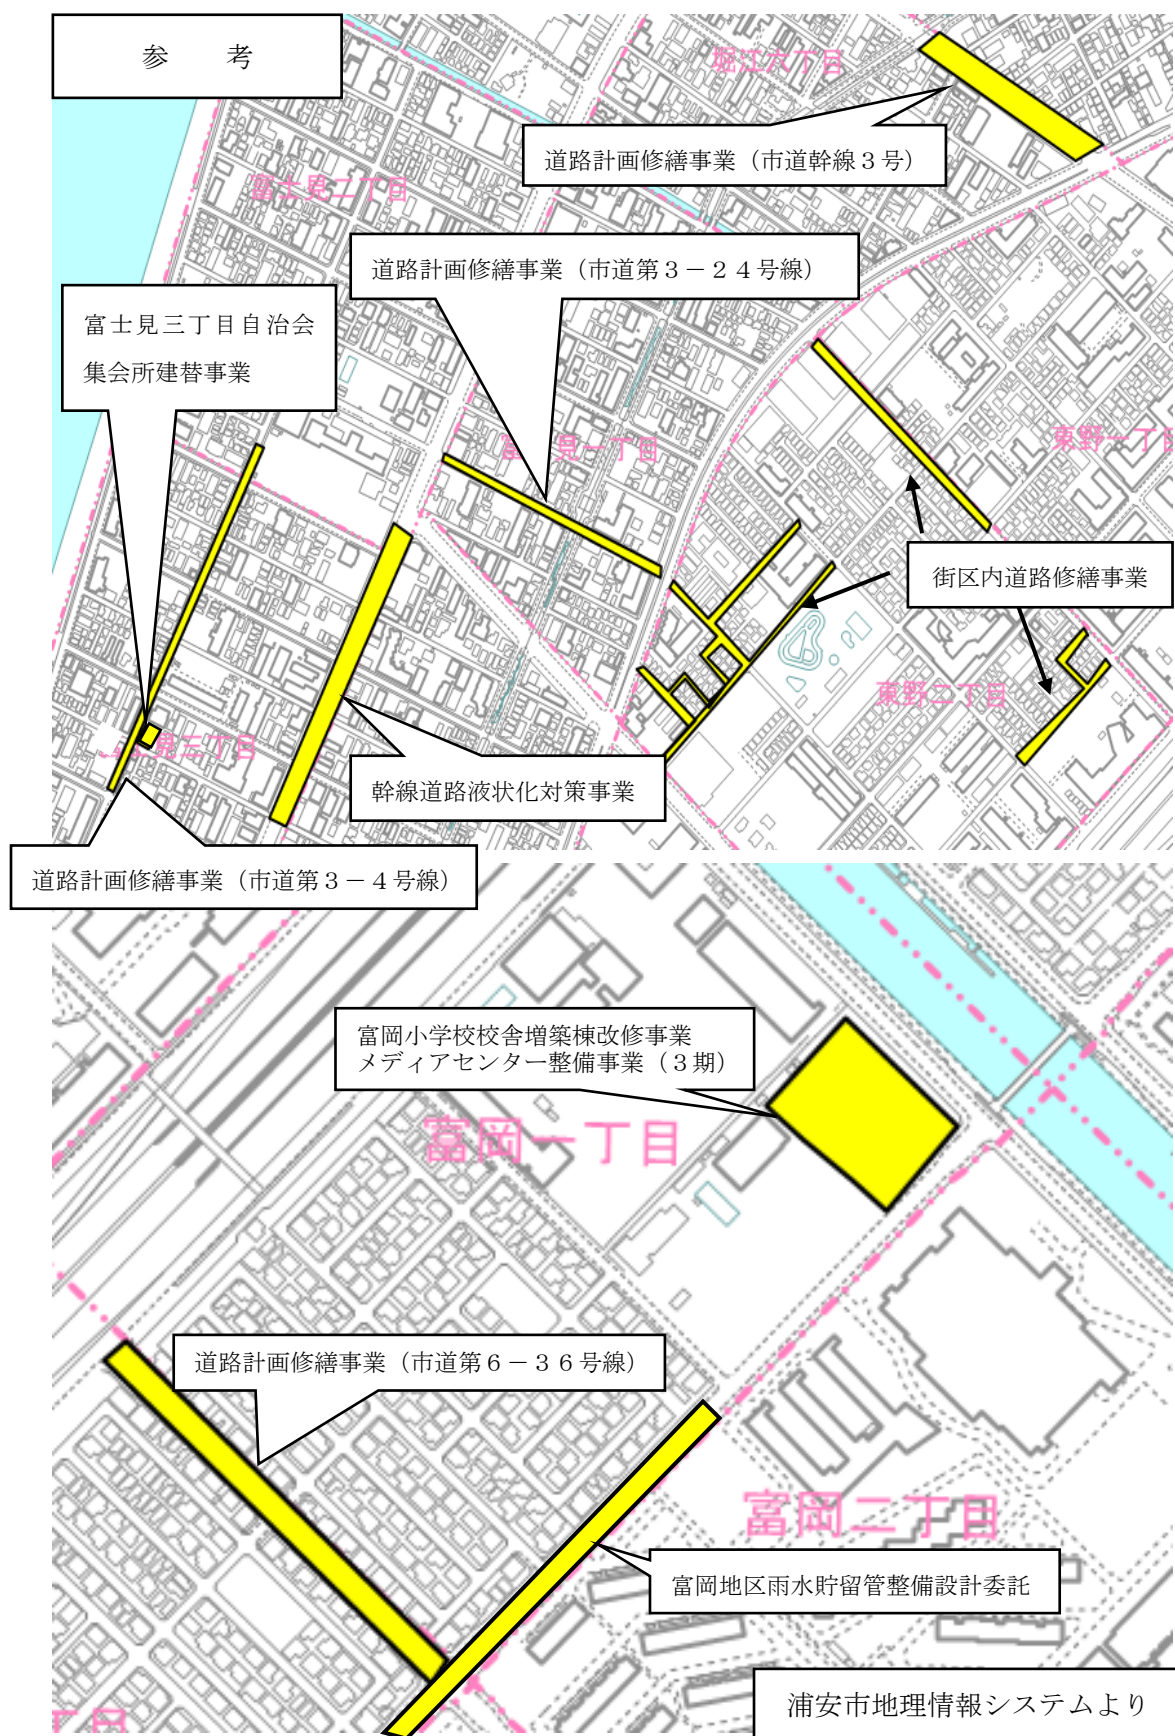 参　考
堀江六丁目
道路計画修繕事業（市道幹線３号）
富士見二丁目
道路計画修繕事業（市道第３－２４号線）
富士見三丁目自治会
集会所建替事業
見一丁目
東野一丁目
街区内道路修繕事業
東野二丁目
見三丁目
幹線道路液状化対策事業
道路計画修繕事業（市道第３－４号線）
富岡小学校校舎増築棟改修事業
メディアセンター整備事業（３期）
富岡一丁目
道路計画修繕事業（市道第６－３６号線）
富岡二丁目
富岡地区雨水貯留管整備設計委託
浦安市地理情報システムより
丁目